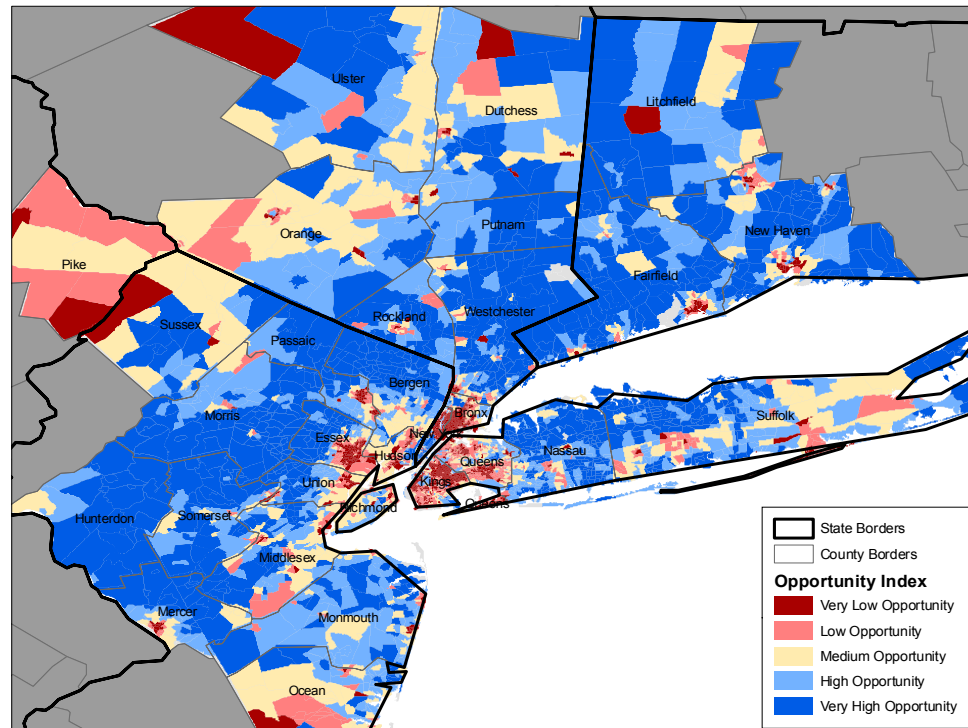 Ulster
Dutchess
Litchfield
Orange
Putnam
New Haven
Pike
Fairfield
Sussex
Rockland
Westchester
Passaic
Bergen
Morris
Bronx
Suffolk
Essex
New York
Hudson
Queens
Nassau
Union
Kings
Richmond
Queens
Hunterdon
Somerset
Middlesex
Mercer
Monmouth
Ocean
State Borders
County Borders
Opportunity Index
Very Low Opportunity
Low Opportunity
Medium Opportunity
High Opportunity
Very High Opportunity